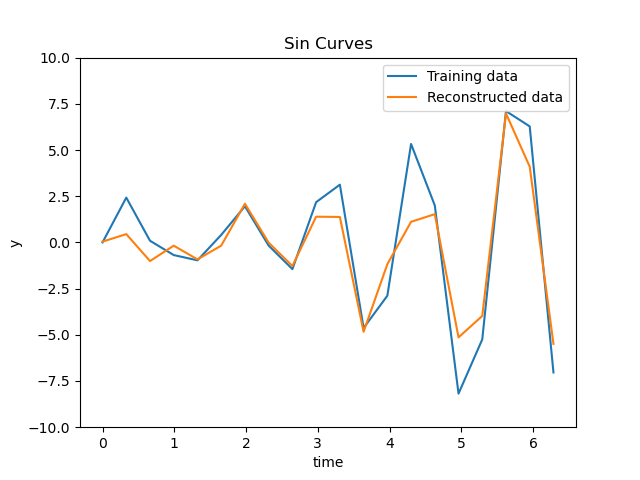 Sin Curves
Training data
Reconstructed data
10.0
7.5
5.0
2.5
0.0
−2.5
−5.0
−7.5
−10.0
y
0 1 2 3 4 5 6
time